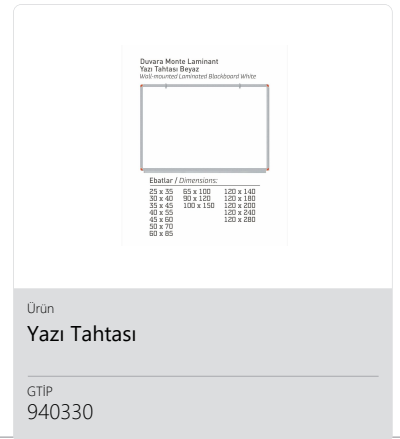 Duvara Monte Laminant
Yazı Tahtası Beyaz
Wall-mounted Laminated Blackboard White
Ebatlar / Dimensions:
25 x 35 65 x 100 120 x 140
30 x 40 90 x 120 120 x 180
35 x 45 100 x 150 120 x 200
40 x 55 120 x 240
45 x 60 120 x 280
50 x 70
60 x 85
Ürün
Yazı Tahtası
GTİP
940330